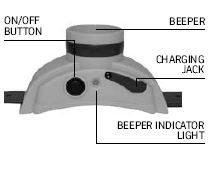 ON/OFF
BUTTON
BEEPER
CHARGING
JACK
BEEPER INDICATOR
LIGHT